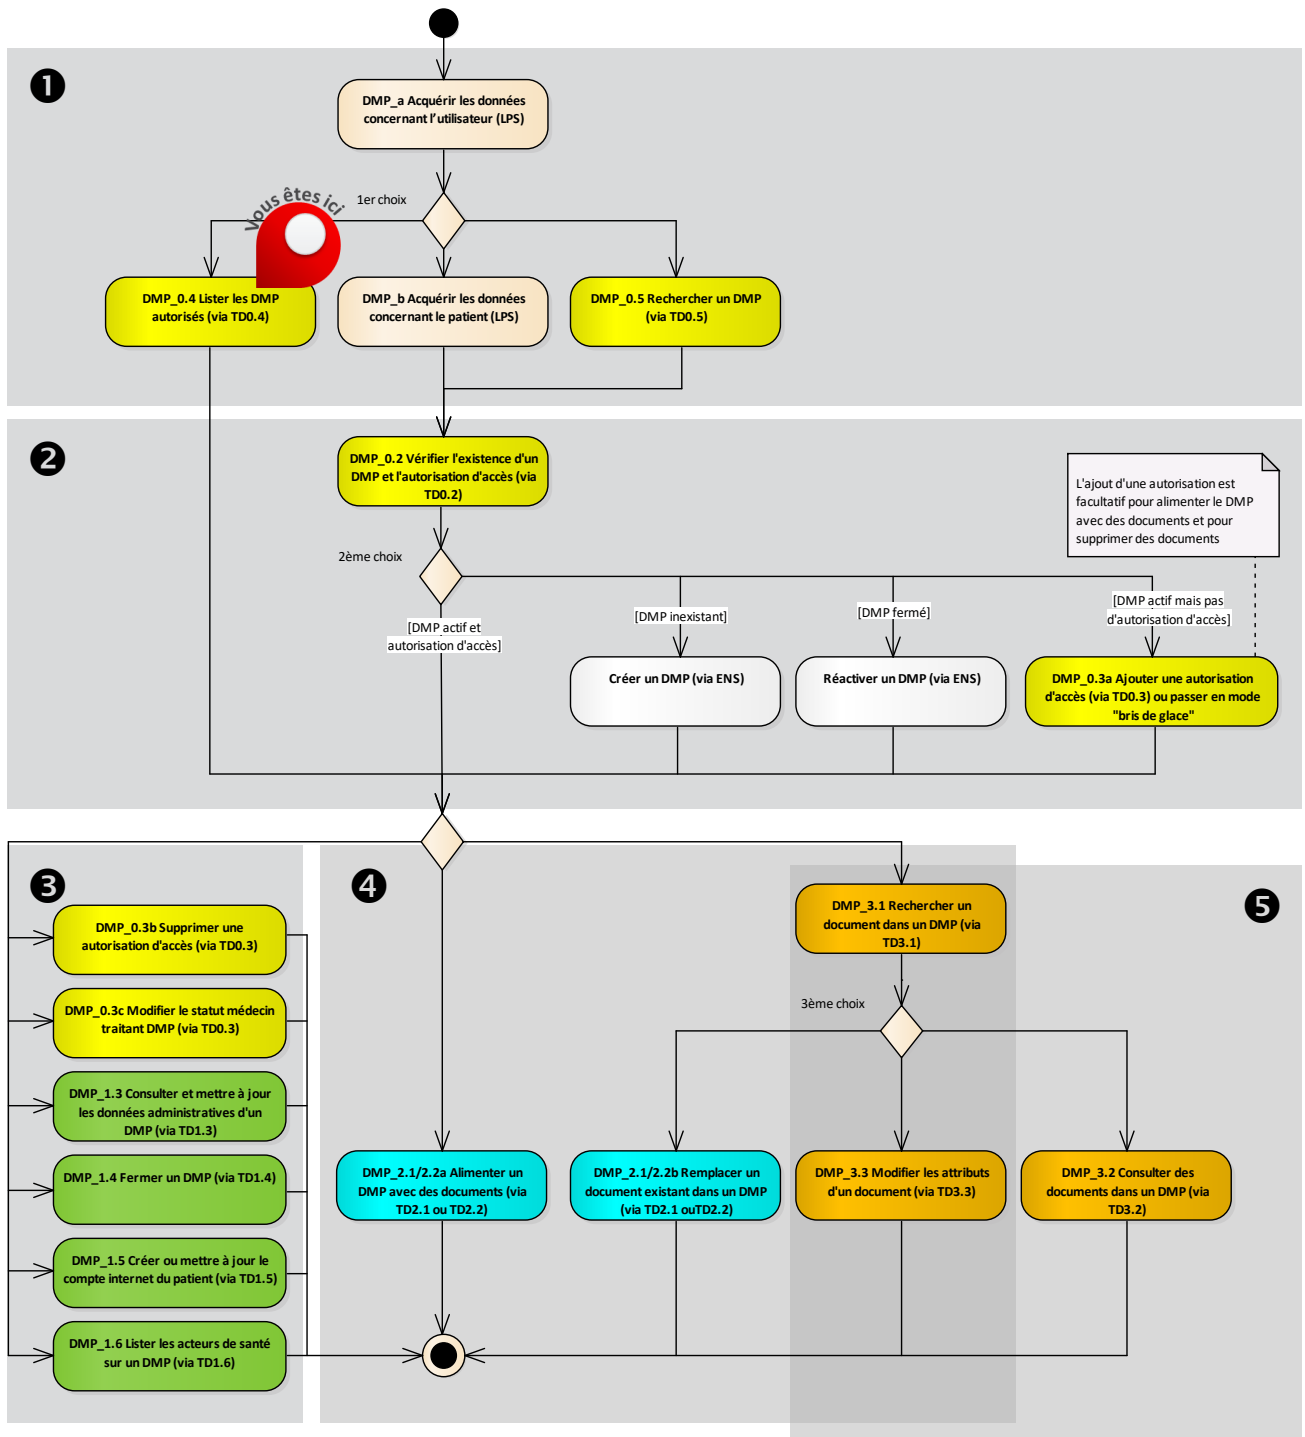 ❶
DMP_a Acquérir les données
concernant l’utilisateur (LPS)
Vous êtes ici
1er choix
DMP_0.4 Lister les DMP
autorisés (via TD0.4)
DMP_b Acquérir les données
concernant le patient (LPS)
DMP_0.5 Rechercher un DMP
(via TD0.5)
❷
DMP_0.2 Vérifier l'existence d'un
DMP et l'autorisation d'accès (via
TD0.2)
L'ajout d'une autorisation est
facultatif pour alimenter le DMP
avec des documents et pour
supprimer des documents
2ème choix
[DMP actif et
autorisation d'accès]
[DMP inexistant]
[DMP fermé]
[DMP actif mais pas
d'autorisation d'accès]
Créer un DMP (via ENS)
Réactiver un DMP (via ENS)
DMP_0.3a Ajouter une autorisation
d'accès (via TD0.3) ou passer en mode
"bris de glace"
❸
DMP_0.3b Supprimer une
autorisation d'accès (via TD0.3)
DMP_0.3c Modifier le statut médecin
traitant DMP (via TD0.3)
DMP_1.3 Consulter et mettre à jour
les données administratives d'un
DMP (via TD1.3)
DMP_1.4 Fermer un DMP (via TD1.4)
DMP_1.5 Créer ou mettre à jour le
compte internet du patient (via TD1.5)
DMP_1.6 Lister les acteurs de santé
sur un DMP (via TD1.6)
❹
❺
DMP_3.1 Rechercher un
document dans un DMP (via
TD3.1)
3ème choix
DMP_2.1/2.2a Alimenter un
DMP avec des documents (via
TD2.1 ou TD2.2)
DMP_2.1/2.2b Remplacer un
document existant dans un DMP
(via TD2.1 ouTD2.2)
DMP_3.3 Modifier les attributs
d'un document (via TD3.3)
DMP_3.2 Consulter des
documents dans un DMP (via
TD3.2)